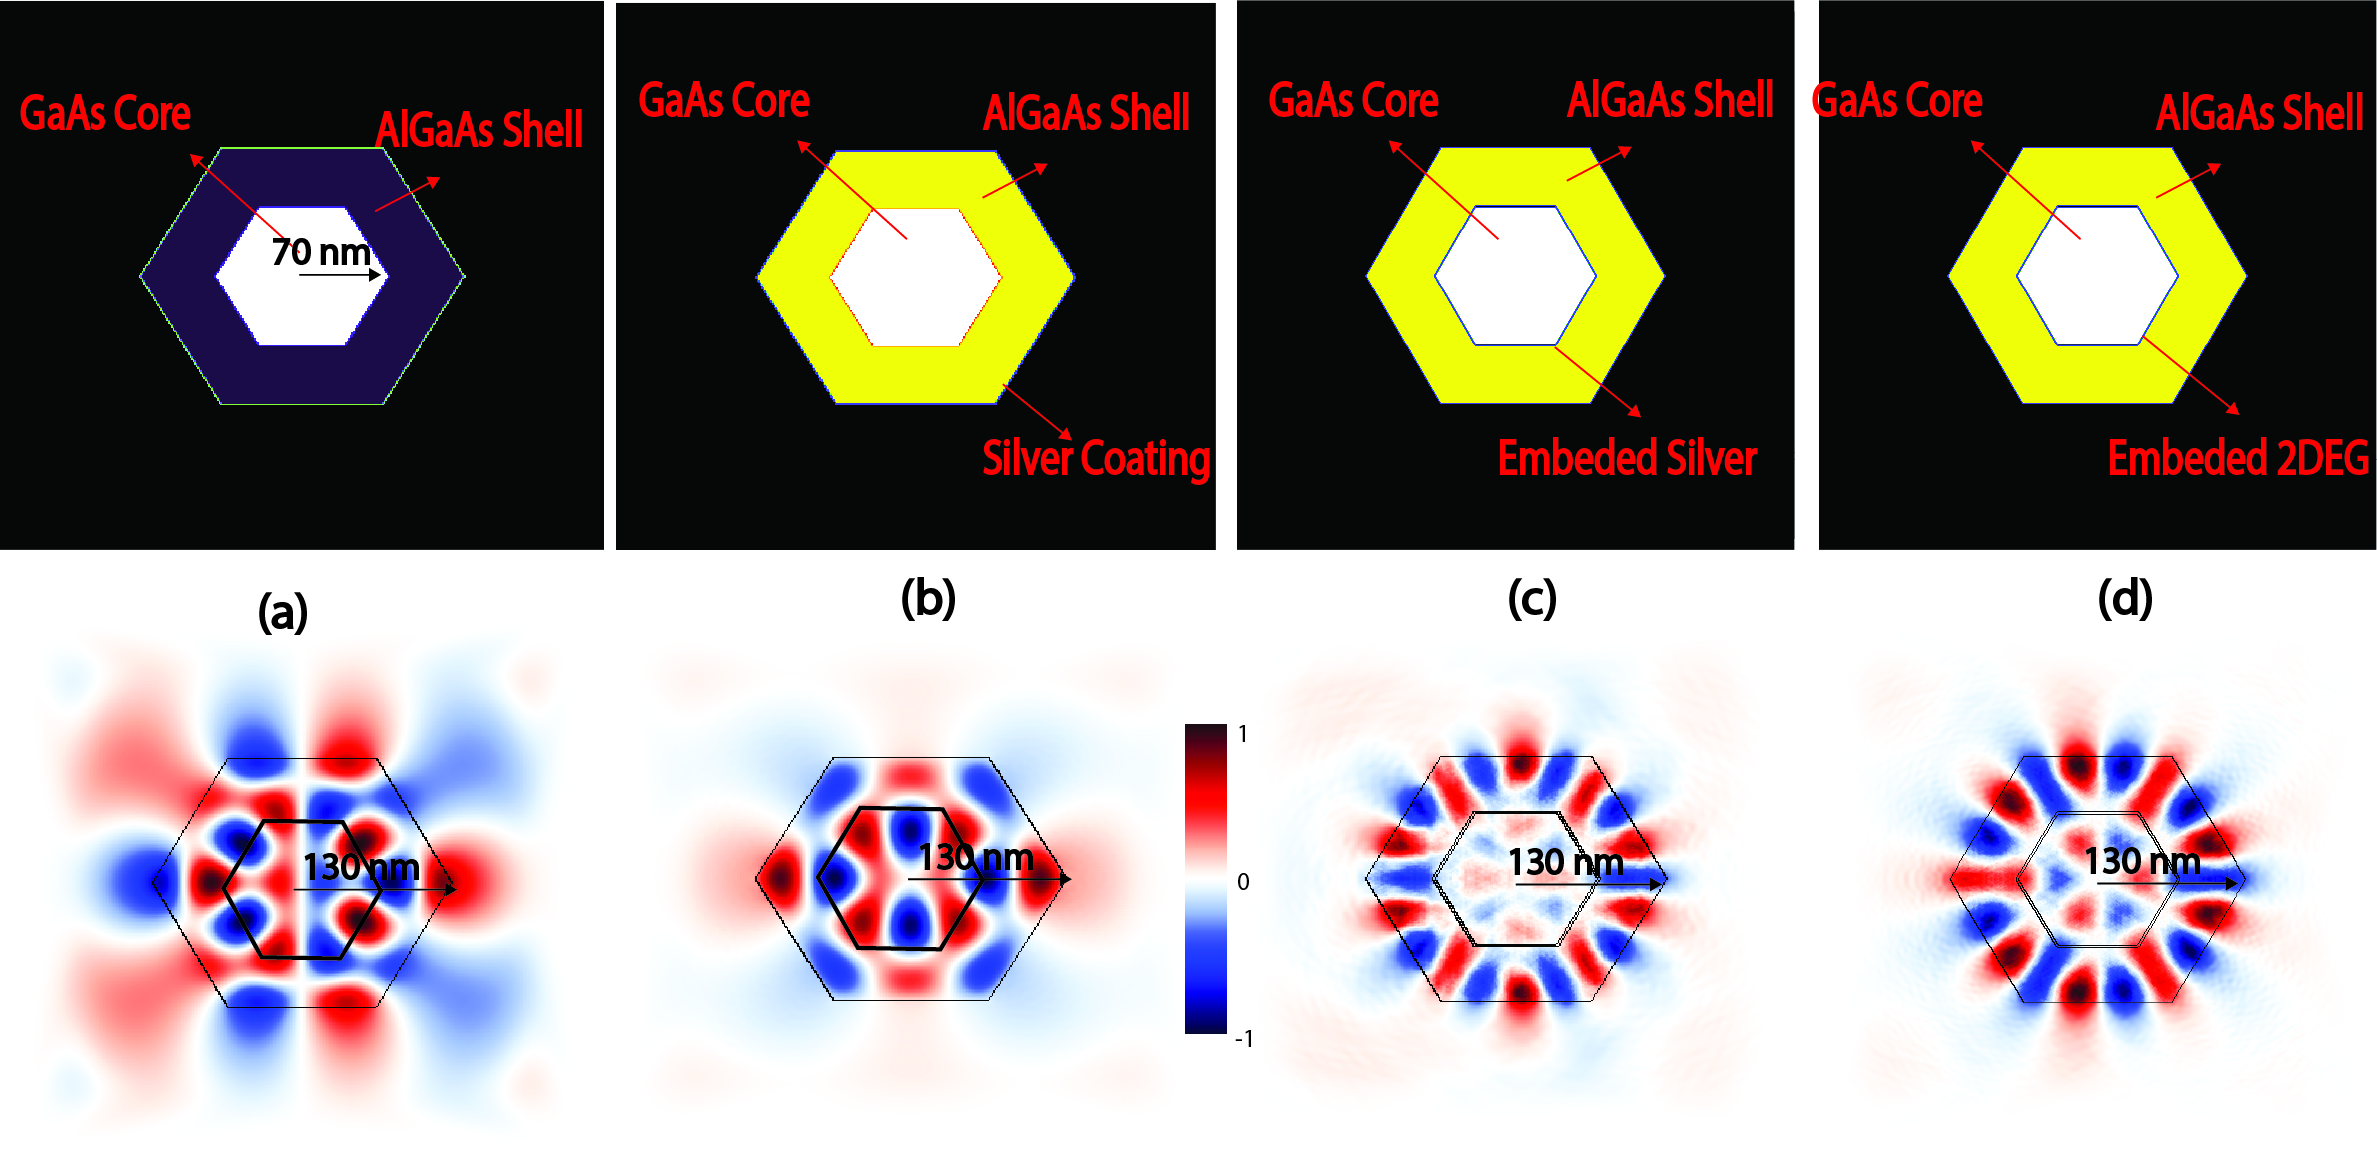 GaAs Core
AlGaAs Shell
70 nm
GaAs Core
AlGaAs Shell
Silver Coating
GaAs Core
AlGaAs Shell
Embeded Silver
GaAs Core
AlGaAs Shell
Embeded 2DEG
(a)
(b)
(c)
(d)
130 nm
130 nm
1
0
-1
130 nm
130 nm